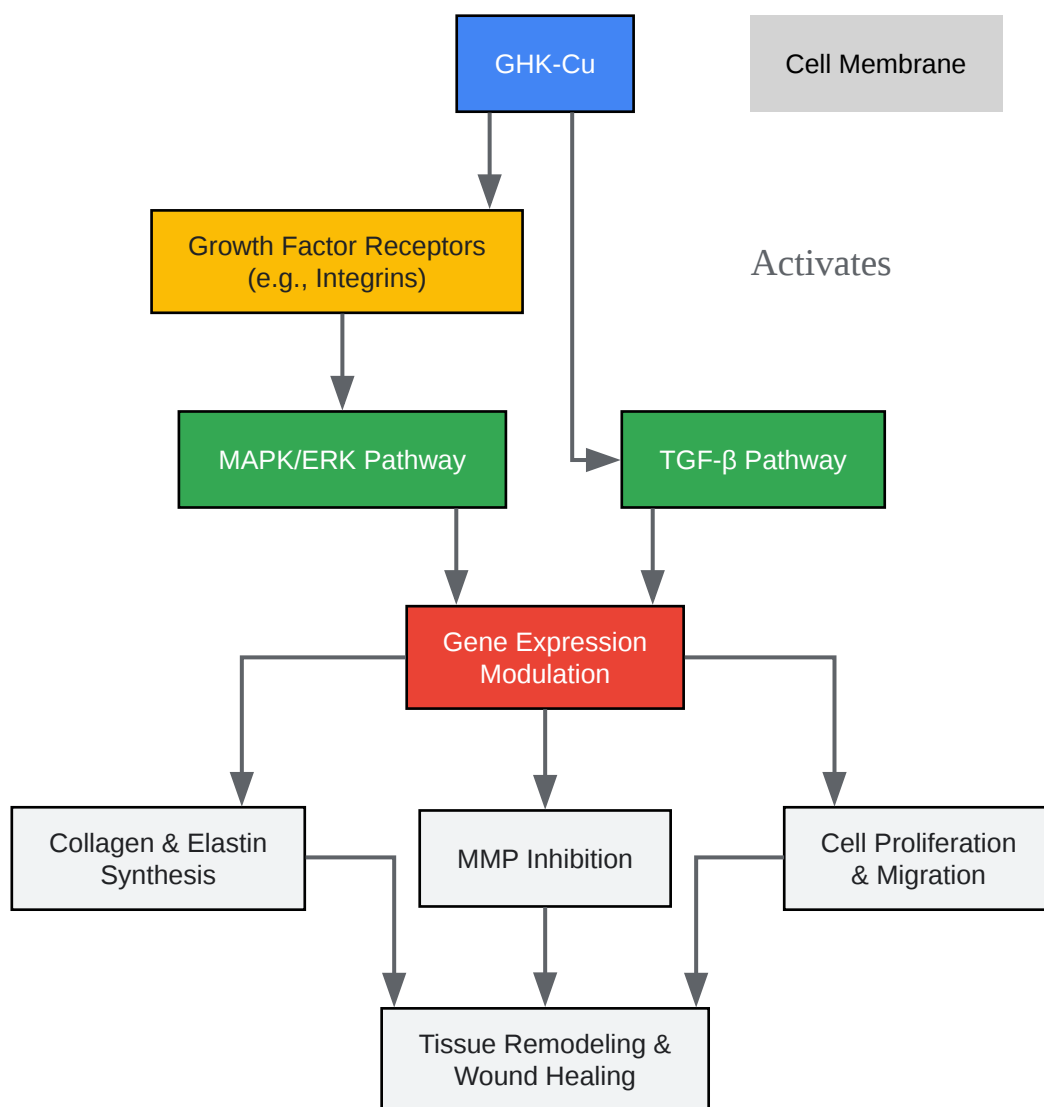 GHK-Cu
Cell Membrane
Growth Factor Receptors
(e.g., Integrins)
Activates
MAPK/ERK Pathway
TGF-β Pathway
Gene Expression
Modulation
Collagen & Elastin
Synthesis
MMP Inhibition
Cell Proliferation
& Migration
Tissue Remodeling &
Wound Healing